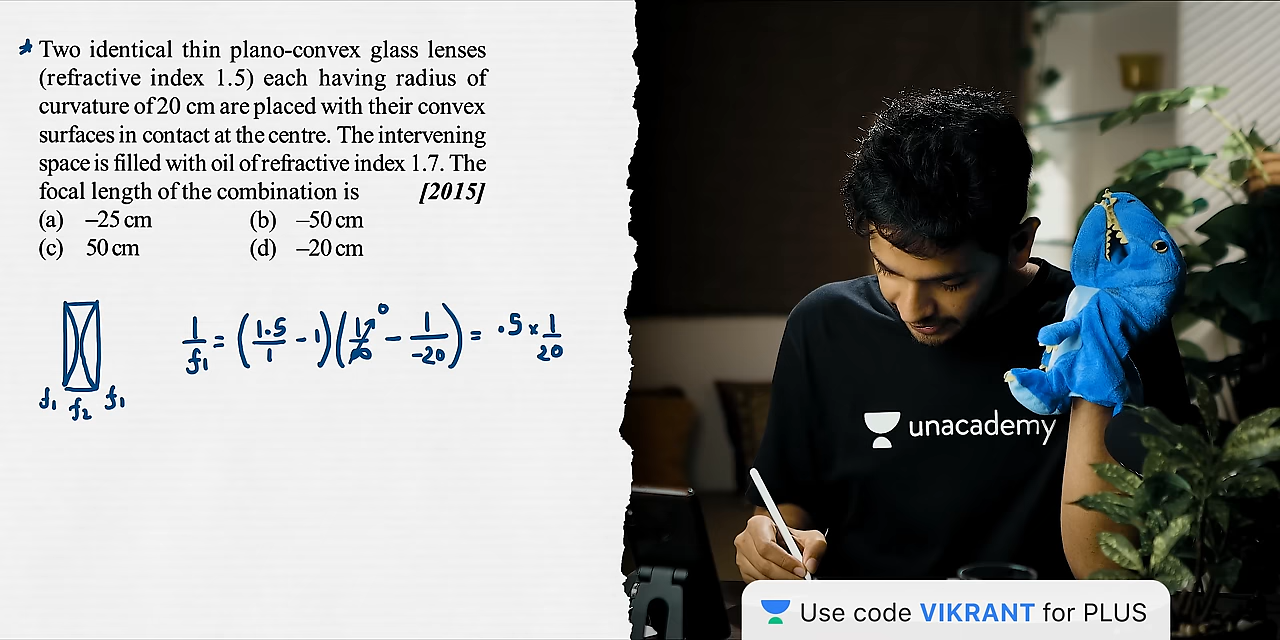 * Two identical thin plano-convex glass lenses
(refractive index 1.5) each having radius of
curvature of 20 cm are placed with their convex
surfaces in contact at the centre. The intervening
space is filled with oil of refractive index 1.7. The
focal length of the combination is [2015]
(a) –25 cm (b) –50 cm
(c) 50 cm (d) –20 cm
1/f₁ = (1.5/1 - 1)(1/∞ - 1/-20) = .5 × 1/20
0
f₁ f₂ f₁
unacademy
Use code VIKRANT for PLUS